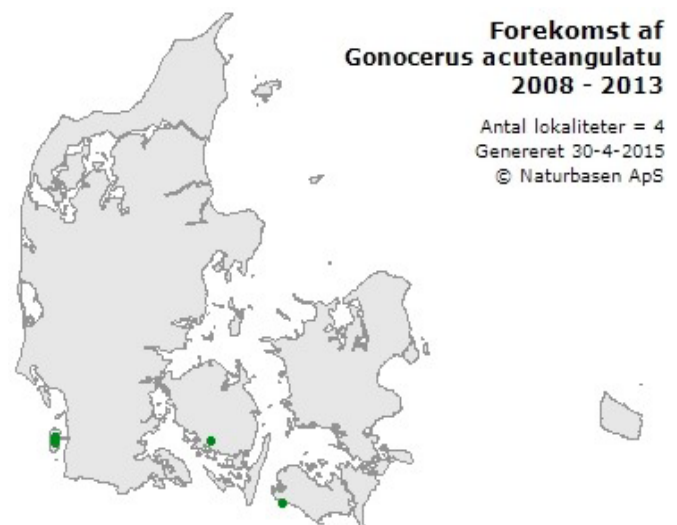 Forekomst af
Gonocerus acuteangulatu
2008 - 2013
Antal lokaliteter = 4
Genereret 30-4-2015
© Naturbasen ApS